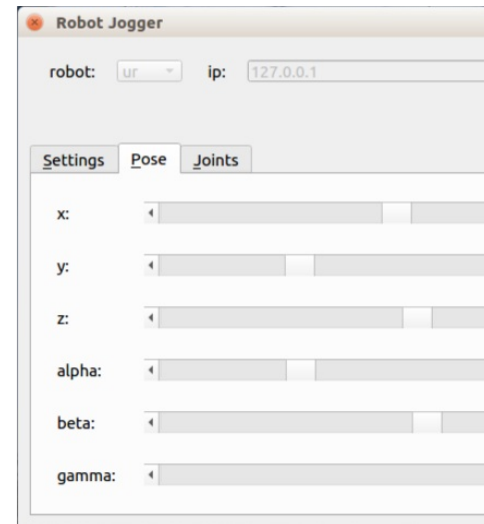 Robot Jogger
robot: ur ip: 127.0.0.1
Settings Pose Joints
x:
y:
z:
alpha:
beta:
gamma: